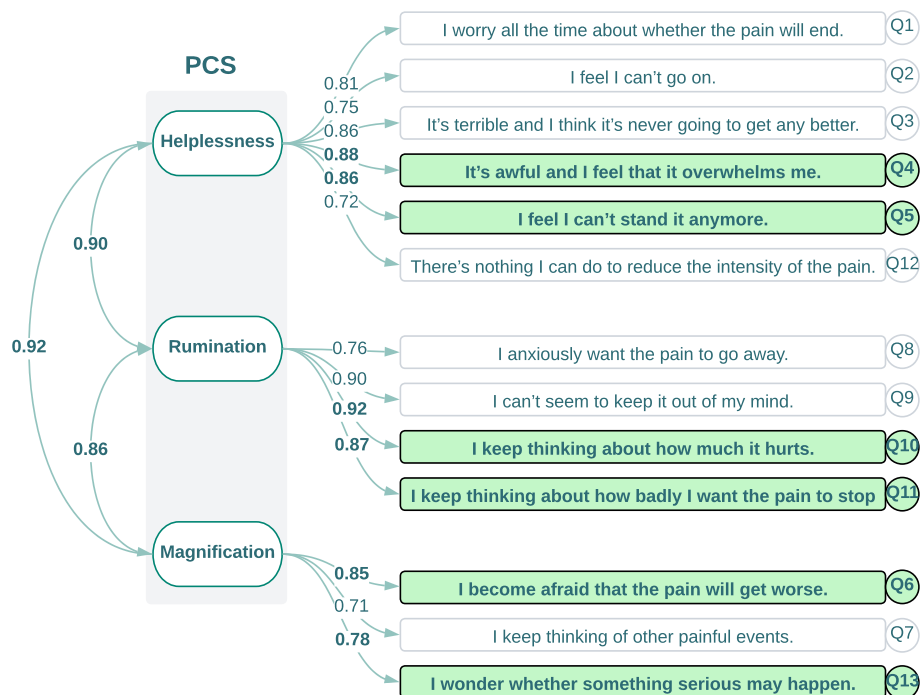 PCS
Helplessness
Rumination
Magnification
0.90
0.92
0.86
0.81
0.75
0.86
0.88
0.86
0.72
I worry all the time about whether the pain will end. Q1
I feel I can’t go on. Q2
It’s terrible and I think it’s never going to get any better. Q3
It’s awful and I feel that it overwhelms me. Q4
I feel I can’t stand it anymore. Q5
There’s nothing I can do to reduce the intensity of the pain. Q12
0.76
0.90
0.92
0.87
I anxiously want the pain to go away. Q8
I can’t seem to keep it out of my mind. Q9
I keep thinking about how much it hurts. Q10
I keep thinking about how badly I want the pain to stop Q11
0.85
0.71
0.78
I become afraid that the pain will get worse. Q6
I keep thinking of other painful events. Q7
I wonder whether something serious may happen. Q13